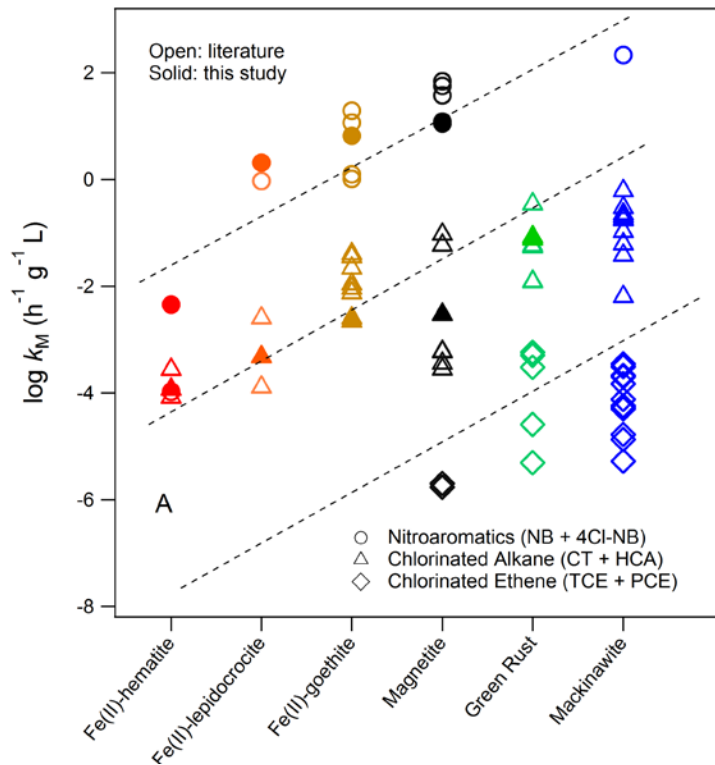 Open: literature
Solid: this study
2
0
-2
-4
-6
-8
log kM (h-1 g-1 L)
A
Nitroaromatics (NB + 4Cl-NB)
Chlorinated Alkane (CT + HCA)
Chlorinated Ethene (TCE + PCE)
Fe(II)-hematite
Fe(II)-lepidocrocite
Fe(II)-goethite
Magnetite
Green Rust
Mackinawite